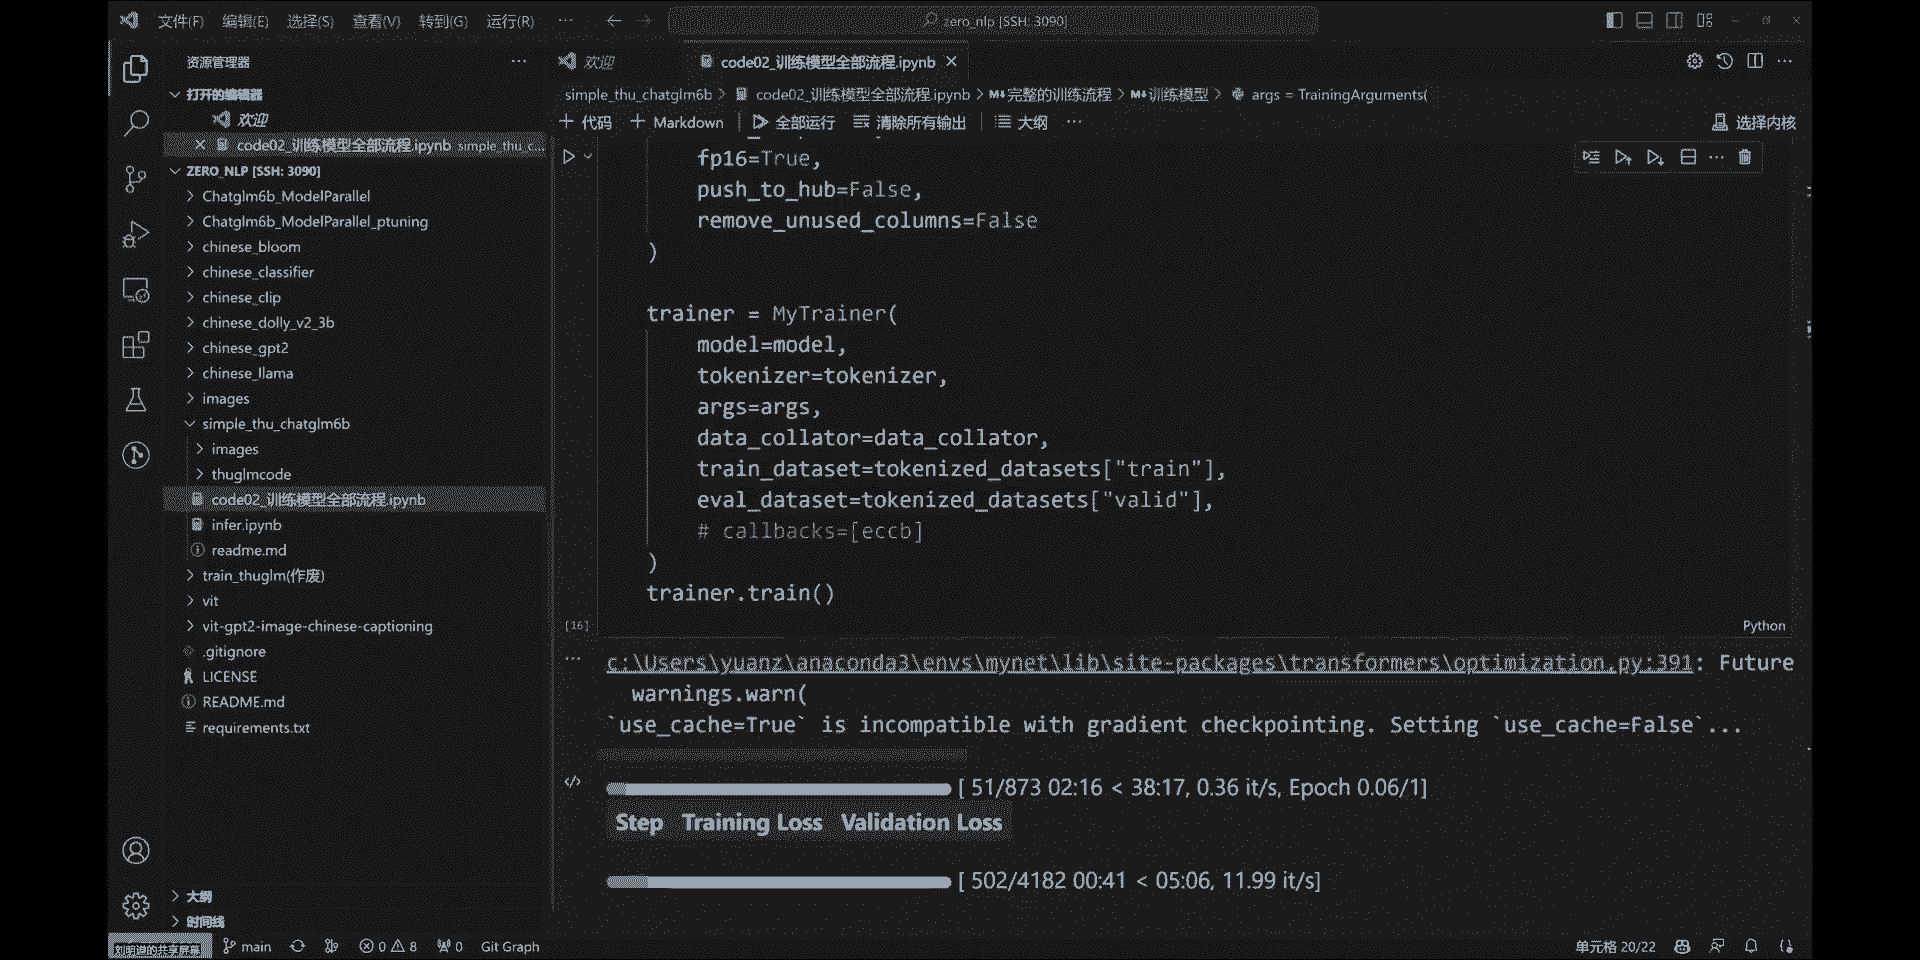 文件(F) 编辑(E) 选择(S) 查看(V) 转到(G) 运行(R) ··· zero_nlp [SSH: 3090]
资源管理器 ···
打开的编辑器
欢迎
code02_训练模型全部流程.ipynb simple_thu_c...
ZERO_NLP [SSH: 3090]
Chatglm6b_ModelParallel
Chatglm6b_ModelParallel_ptuning
chinese_bloom
chinese_classifier
chinese_clip
chinese_dolly_v2_3b
chinese_gpt2
chinese_llama
images
simple_thu_chatglm6b
images
thuglmcode
code02_训练模型全部流程.ipynb
infer.ipynb
readme.md
train_thuglm(作废)
vit
vit-gpt2-image-chinese-captioning
.gitignore
LICENSE
README.md
requirements.txt
大纲
时间线
欢迎 code02_训练模型全部流程.ipynb
simple_thu_chatglm6b > code02_训练模型全部流程.ipynb > M↓完整的训练流程 > M↓训练模型 > args = TrainingArguments(
+ 代码 + Markdown 全部运行 清除所有输出 大纲 ··· 选择内核
fp16=True,
push_to_hub=False,
remove_unused_columns=False
)
trainer = MyTrainer(
model=model,
tokenizer=tokenizer,
args=args,
data_collator=data_collator,
train_dataset=tokenized_datasets["train"],
eval_dataset=tokenized_datasets["valid"],
# callbacks=[eccb]
)
trainer.train()
[16] Python
c:\Users\yuanz\anaconda3\envs\mynet\lib\site-packages\transformers\optimization.py:391: Future
warnings.warn(
`use_cache=True` is incompatible with gradient checkpointing. Setting `use_cache=False`...
[ 51/873 02:16 < 38:17, 0.36 it/s, Epoch 0.06/1]
Step Training Loss Validation Loss
[ 502/4182 00:41 < 05:06, 11.99 it/s]
刘明道的共享屏幕 main 0 8 0 Git Graph 单元格 20/22